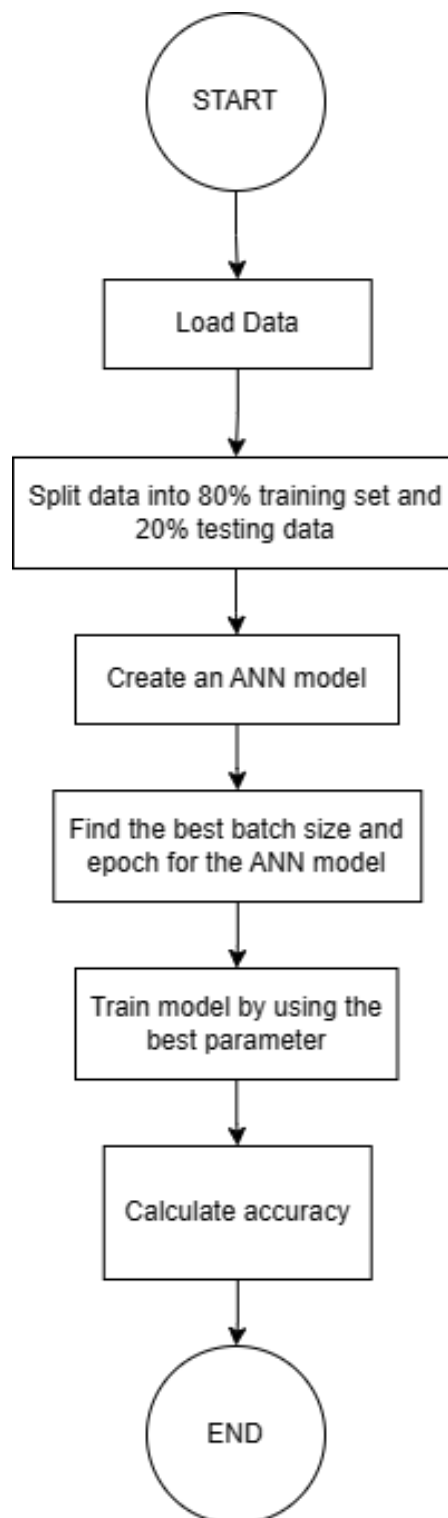 START
Load Data
Split data into 80% training set and
20% testing data
Create an ANN model
Find the best batch size and
epoch for the ANN model
Train model by using the
best parameter
Calculate accuracy
END